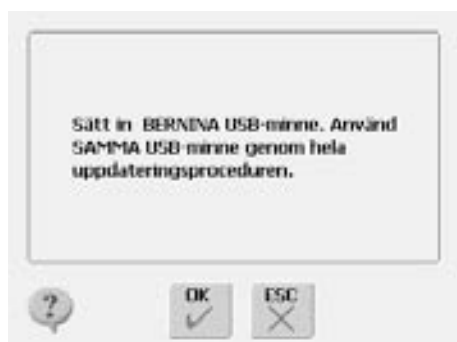 Sätt in BERNINA USB-minne. Använd
SAMMA USB-minne genom hela
uppdateringsproceduren.
?
OK
ESC